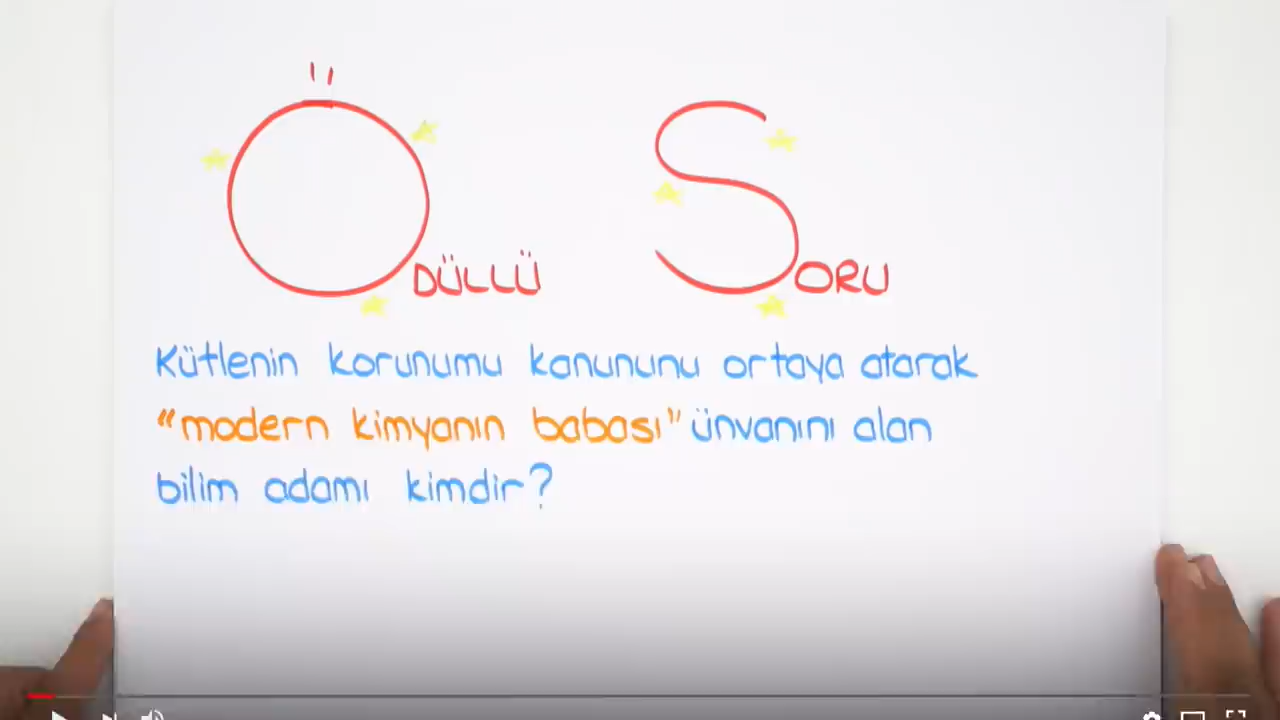 ÖDÜLLÜ SORU
Kütlenin korunumu kanununu ortaya atarak
"modern kimyanın babası" ünvanını alan
bilim adamı kimdir?